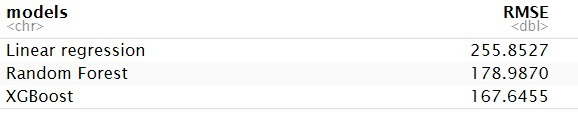 models RMSE
<chr> <dbl>
Linear regression 255.8527
Random Forest 178.9870
XGBoost 167.6455